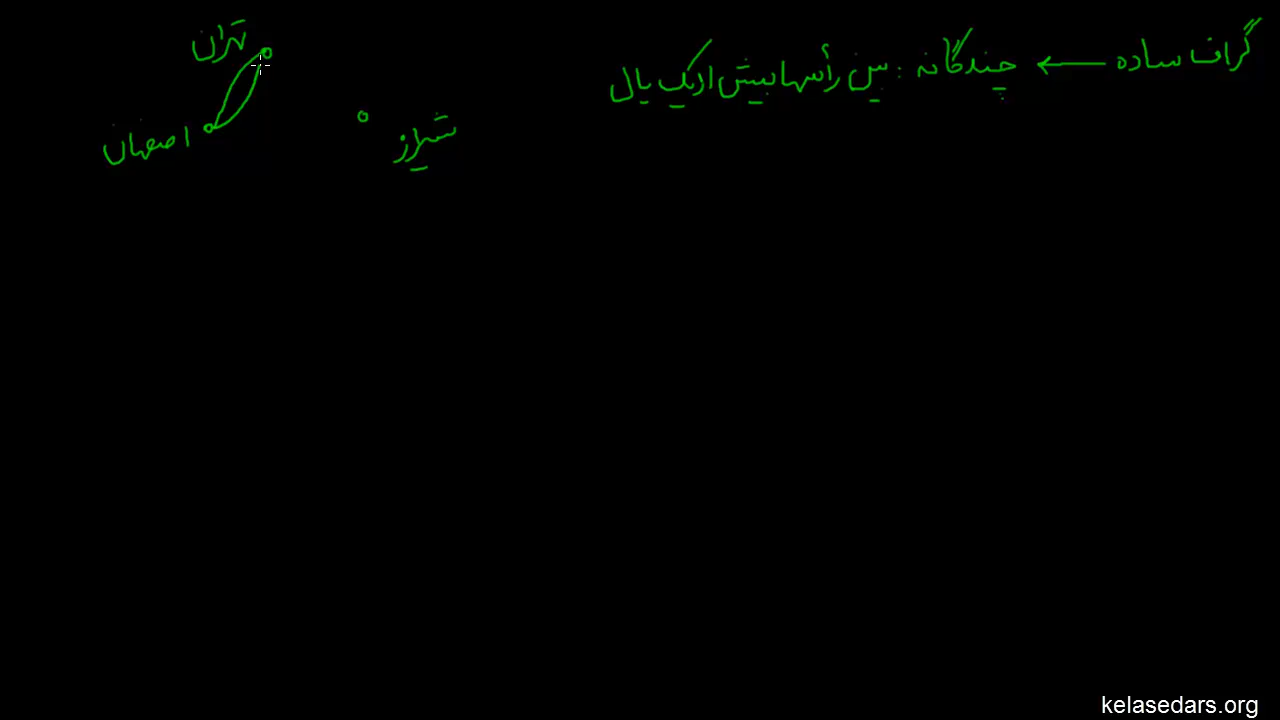 گراف ساده ← چندگانه : بین رأسها بیش از یک یال
تهران
اصفهان
شیراز
kelasedars.org